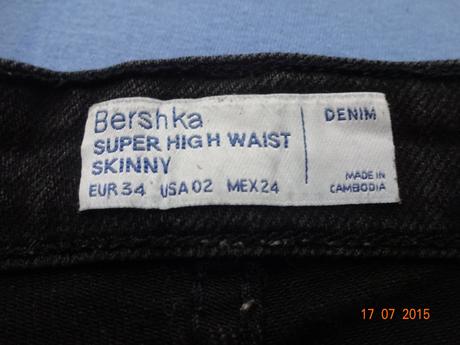 Bershka
SUPER HIGH WAIST
SKINNY
EUR 34 USA 02 MEX 24
DENIM
MADE IN
CAMBODIA
17 07 2015